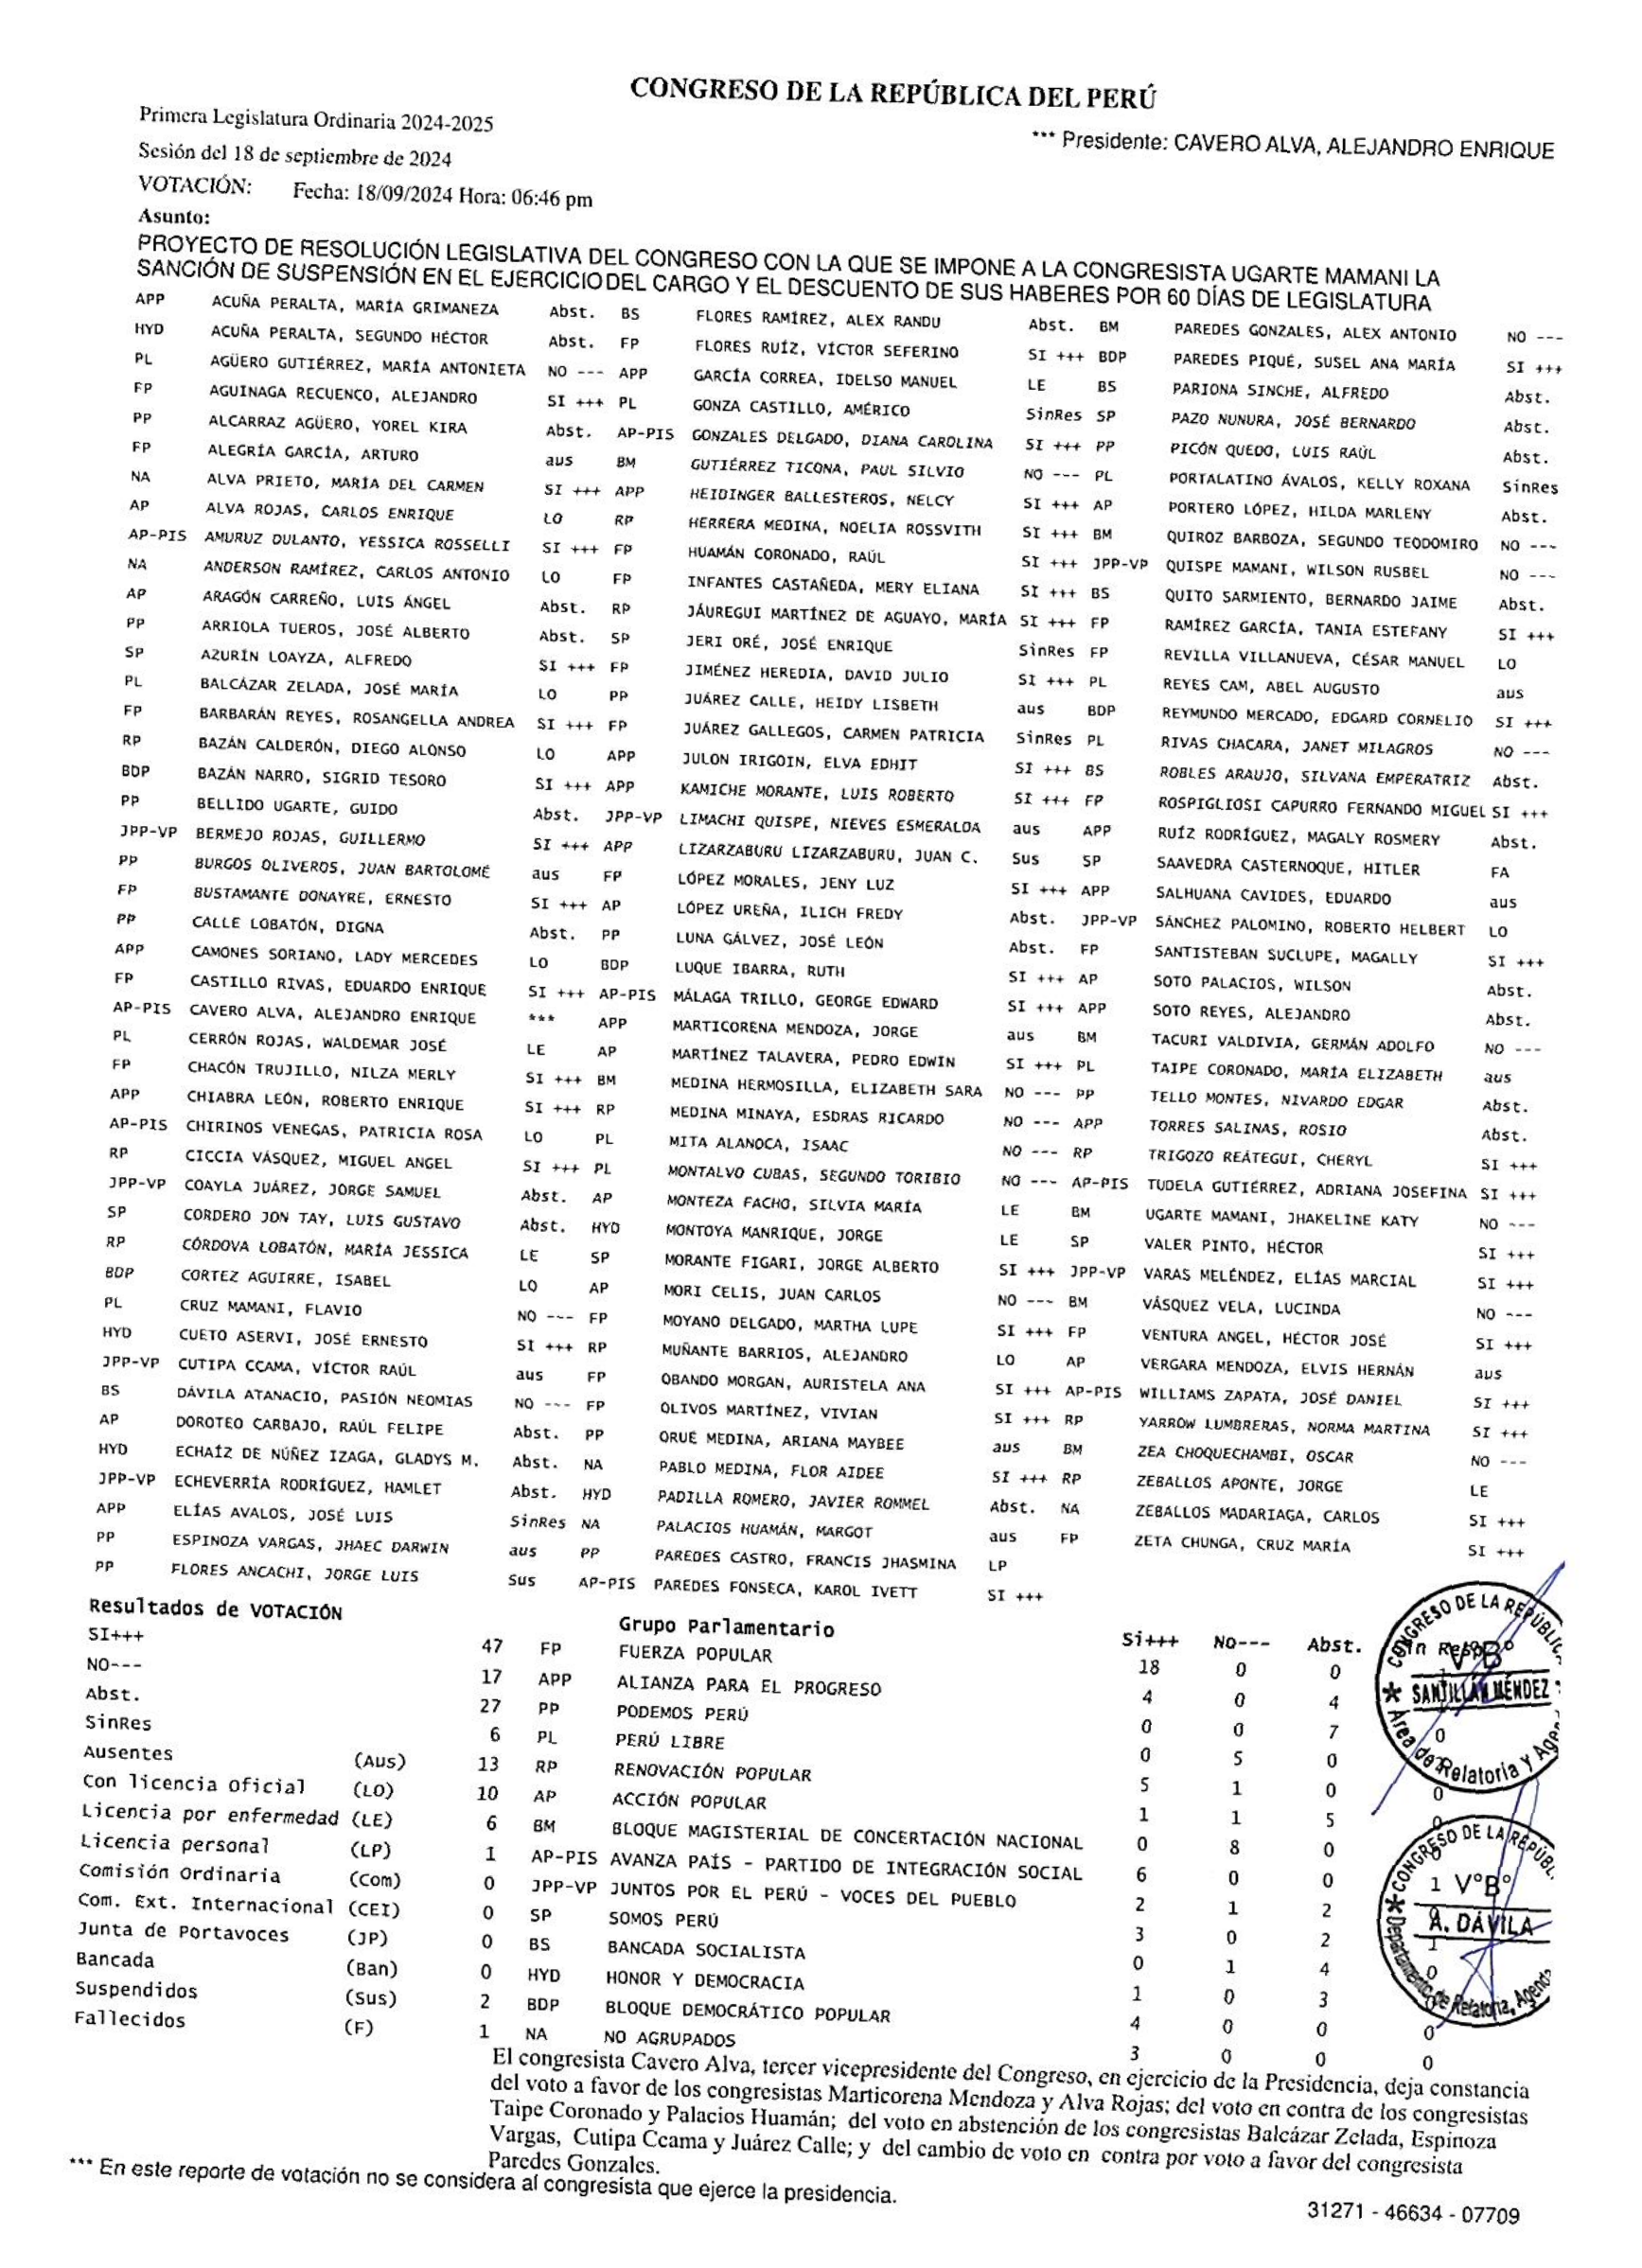 CONGRESO DE LA REPÚBLICA DEL PERÚ
Primera Legislatura Ordinaria 2024-2025
*** Presidente: CAVERO ALVA, ALEJANDRO ENRIQUE
Sesión del 18 de septiembre de 2024
VOTACIÓN: Fecha: 18/09/2024 Hora: 06:46 pm
Asunto:
PROYECTO DE RESOLUCIÓN LEGISLATIVA DEL CONGRESO CON LA QUE SE IMPONE A LA CONGRESISTA UGARTE MAMANI LA
SANCIÓN DE SUSPENSIÓN EN EL EJERCICIO DEL CARGO Y EL DESCUENTO DE SUS HABERES POR 60 DÍAS DE LEGISLATURA
APP ACUÑA PERALTA, MARÍA GRIMANEZA Abst. BS FLORES RAMÍREZ, ALEX RANDU Abst. BM PAREDES GONZALES, ALEX ANTONIO NO ---
HYD ACUÑA PERALTA, SEGUNDO HÉCTOR Abst. FP FLORES RUÍZ, VÍCTOR SEFERINO SI +++ BDP PAREDES PIQUÉ, SUSEL ANA MARÍA SI +++
PL AGÜERO GUTIÉRREZ, MARÍA ANTONIETA NO --- APP GARCÍA CORREA, IDELSO MANUEL LE BS PARIONA SINCHE, ALFREDO Abst.
FP AGUINAGA RECUENCO, ALEJANDRO SI +++ PL GONZA CASTILLO, AMÉRICO SinRes SP PAZO NUNURA, JOSÉ BERNARDO Abst.
PP ALCARRAZ AGÜERO, YOREL KIRA Abst. AP-PIS GONZALES DELGADO, DIANA CAROLINA SI +++ PP PICÓN QUEDO, LUIS RAÚL Abst.
FP ALEGRÍA GARCÍA, ARTURO aus BM GUTIÉRREZ TICONA, PAUL SILVIO NO --- PL PORTALATINO ÁVALOS, KELLY ROXANA SinRes
NA ALVA PRIETO, MARÍA DEL CARMEN SI +++ APP HEIDINGER BALLESTEROS, NELCY SI +++ AP PORTERO LÓPEZ, HILDA MARLENY Abst.
AP ALVA ROJAS, CARLOS ENRIQUE LO RP HERRERA MEDINA, NOELIA ROSSVITH SI +++ BM QUIROZ BARBOZA, SEGUNDO TEODOMIRO NO ---
AP-PIS AMURUZ DULANTO, YESSICA ROSSELLI SI +++ FP HUAMÁN CORONADO, RAÚL SI +++ JPP-VP QUISPE MAMANI, WILSON RUSBEL NO ---
NA ANDERSON RAMÍREZ, CARLOS ANTONIO LO FP INFANTES CASTAÑEDA, MERY ELIANA SI +++ BS QUITO SARMIENTO, BERNARDO JAIME Abst.
AP ARAGÓN CARREÑO, LUIS ÁNGEL Abst. RP JÁUREGUI MARTÍNEZ DE AGUAYO, MARÍA SI +++ FP RAMÍREZ GARCÍA, TANIA ESTEFANY SI +++
PP ARRIOLA TUEROS, JOSÉ ALBERTO Abst. SP JERI ORÉ, JOSÉ ENRIQUE SinRes FP REVILLA VILLANUEVA, CÉSAR MANUEL LO
SP AZURÍN LOAYZA, ALFREDO SI +++ FP JIMÉNEZ HEREDIA, DAVID JULIO SI +++ PL REYES CAM, ABEL AUGUSTO aus
PL BALCÁZAR ZELADA, JOSÉ MARÍA LO PP JUÁREZ CALLE, HEIDY LISBETH aus BDP REYMUNDO MERCADO, EDGARD CORNELIO SI +++
FP BARBARÁN REYES, ROSANGELLA ANDREA SI +++ FP JUÁREZ GALLEGOS, CARMEN PATRICIA SinRes PL RIVAS CHACARA, JANET MILAGROS NO ---
RP BAZÁN CALDERÓN, DIEGO ALONSO LO APP JULON IRIGOIN, ELVA EDHIT SI +++ BS ROBLES ARAUJO, SILVANA EMPERATRIZ Abst.
BDP BAZÁN NARRO, SIGRID TESORO SI +++ APP KAMICHE MORANTE, LUIS ROBERTO SI +++ FP ROSPIGLIOSI CAPURRO FERNANDO MIGUEL SI +++
PP BELLIDO UGARTE, GUIDO Abst. JPP-VP LIMACHI QUISPE, NIEVES ESMERALDA aus APP RUÍZ RODRÍGUEZ, MAGALY ROSMERY Abst.
JPP-VP BERMEJO ROJAS, GUILLERMO SI +++ APP LIZARZABURU LIZARZABURU, JUAN C. Sus SP SAAVEDRA CASTERNOQUE, HITLER FA
PP BURGOS OLIVEROS, JUAN BARTOLOMÉ aus FP LÓPEZ MORALES, JENY LUZ SI +++ APP SALHUANA CAVIDES, EDUARDO aus
FP BUSTAMANTE DONAYRE, ERNESTO SI +++ AP LÓPEZ UREÑA, ILICH FREDY Abst. JPP-VP SÁNCHEZ PALOMINO, ROBERTO HELBERT LO
PP CALLE LOBATÓN, DIGNA Abst. PP LUNA GÁLVEZ, JOSÉ LEÓN Abst. FP SANTISTEBAN SUCLUPE, MAGALLY SI +++
APP CAMONES SORIANO, LADY MERCEDES LO BDP LUQUE IBARRA, RUTH SI +++ AP SOTO PALACIOS, WILSON Abst.
FP CASTILLO RIVAS, EDUARDO ENRIQUE SI +++ AP-PIS MÁLAGA TRILLO, GEORGE EDWARD SI +++ APP SOTO REYES, ALEJANDRO Abst.
AP-PIS CAVERO ALVA, ALEJANDRO ENRIQUE *** APP MARTICORENA MENDOZA, JORGE aus BM TACURI VALDIVIA, GERMÁN ADOLFO NO ---
PL CERRÓN ROJAS, WALDEMAR JOSÉ LE AP MARTÍNEZ TALAVERA, PEDRO EDWIN SI +++ PL TAIPE CORONADO, MARÍA ELIZABETH aus
FP CHACÓN TRUJILLO, NILZA MERLY SI +++ BM MEDINA HERMOSILLA, ELIZABETH SARA NO --- PP TELLO MONTES, NIVARDO EDGAR Abst.
APP CHIABRA LEÓN, ROBERTO ENRIQUE SI +++ RP MEDINA MINAYA, ESDRAS RICARDO NO --- APP TORRES SALINAS, ROSIO Abst.
AP-PIS CHIRINOS VENEGAS, PATRICIA ROSA LO PL MITA ALANOCA, ISAAC NO --- RP TRIGOZO REÁTEGUI, CHERYL SI +++
RP CICCIA VÁSQUEZ, MIGUEL ANGEL SI +++ PL MONTALVO CUBAS, SEGUNDO TORIBIO NO --- AP-PIS TUDELA GUTIÉRREZ, ADRIANA JOSEFINA SI +++
JPP-VP COAYLA JUÁREZ, JORGE SAMUEL Abst. AP MONTEZA FACHO, SILVIA MARÍA LE BM UGARTE MAMANI, JHAKELINE KATY NO ---
SP CORDERO JON TAY, LUIS GUSTAVO Abst. HYD MONTOYA MANRIQUE, JORGE LE SP VALER PINTO, HÉCTOR SI +++
RP CÓRDOVA LOBATÓN, MARÍA JESSICA LE SP MORANTE FIGARI, JORGE ALBERTO SI +++ JPP-VP VARAS MELÉNDEZ, ELÍAS MARCIAL SI +++
BDP CORTEZ AGUIRRE, ISABEL LO AP MORI CELIS, JUAN CARLOS NO --- BM VÁSQUEZ VELA, LUCINDA NO ---
PL CRUZ MAMANI, FLAVIO NO --- FP MOYANO DELGADO, MARTHA LUPE SI +++ FP VENTURA ANGEL, HÉCTOR JOSÉ SI +++
HYD CUETO ASERVI, JOSÉ ERNESTO SI +++ RP MUÑANTE BARRIOS, ALEJANDRO LO AP VERGARA MENDOZA, ELVIS HERNÁN aus
JPP-VP CUTIPA CCAMA, VÍCTOR RAÚL aus FP OBANDO MORGAN, AURISTELA ANA SI +++ AP-PIS WILLIAMS ZAPATA, JOSÉ DANIEL SI +++
BS DÁVILA ATANACIO, PASIÓN NEOMIAS NO --- FP OLIVOS MARTÍNEZ, VIVIAN SI +++ RP YARROW LUMBRERAS, NORMA MARTINA SI +++
AP DOROTEO CARBAJO, RAÚL FELIPE Abst. PP ORUÉ MEDINA, ARIANA MAYBEE aus BM ZEA CHOQUECHAMBI, OSCAR NO ---
HYD ECHAÍZ DE NÚÑEZ IZAGA, GLADYS M. Abst. NA PABLO MEDINA, FLOR AIDEE SI +++ RP ZEBALLOS APONTE, JORGE LE
JPP-VP ECHEVERRÍA RODRÍGUEZ, HAMLET Abst. HYD PADILLA ROMERO, JAVIER ROMMEL Abst. NA ZEBALLOS MADARIAGA, CARLOS SI +++
APP ELÍAS AVALOS, JOSÉ LUIS SinRes NA PALACIOS HUAMÁN, MARGOT aus FP ZETA CHUNGA, CRUZ MARÍA SI +++
PP ESPINOZA VARGAS, JHAEC DARWIN aus PP PAREDES CASTRO, FRANCIS JHASMINA LP
PP FLORES ANCACHI, JORGE LUIS Sus AP-PIS PAREDES FONSECA, KAROL IVETT SI +++
Resultados de VOTACIÓN Grupo Parlamentario Si+++ NO--- Abst.
SI+++ 47 FP FUERZA POPULAR 18 0 0
NO--- 17 APP ALIANZA PARA EL PROGRESO 4 0 4
Abst. 27 PP PODEMOS PERÚ 0 0 7
SinRes 6 PL PERÚ LIBRE 0 5 0
Ausentes (Aus) 13 RP RENOVACIÓN POPULAR 5 1 0
Con licencia oficial (LO) 10 AP ACCIÓN POPULAR 1 1 5
Licencia por enfermedad (LE) 6 BM BLOQUE MAGISTERIAL DE CONCERTACIÓN NACIONAL 0 8 0
Licencia personal (LP) 1 AP-PIS AVANZA PAÍS - PARTIDO DE INTEGRACIÓN SOCIAL 6 0 0
Comisión Ordinaria (Com) 0 JPP-VP JUNTOS POR EL PERÚ - VOCES DEL PUEBLO 2 1 2
Com. Ext. Internacional (CEI) 0 SP SOMOS PERÚ 3 0 2
Junta de Portavoces (JP) 0 BS BANCADA SOCIALISTA 0 1 4
Bancada (Ban) 0 HYD HONOR Y DEMOCRACIA 1 0 3
Suspendidos (Sus) 2 BDP BLOQUE DEMOCRÁTICO POPULAR 4 0 0 0
Fallecidos (F) 1 NA NO AGRUPADOS 3 0 0 0
CONGRESO DE LA REPÚBLICA
V°B°
SANTILLÁN MÉNDEZ
Área de Relatoría Y Agen
CONGRESO DE LA REPÚBL
V°B°
A. DÁVILA
Departamento de Relatoría, Agenda
El congresista Cavero Alva, tercer vicepresidente del Congreso, en ejercicio de la Presidencia, deja constancia
del voto a favor de los congresistas Marticorena Mendoza y Alva Rojas; del voto en contra de los congresistas
Taipe Coronado y Palacios Huamán; del voto en abstención de los congresistas Balcázar Zelada, Espinoza
Vargas, Cutipa Ccama y Juárez Calle; y del cambio de voto en contra por voto a favor del congresista
Paredes Gonzales.
*** En este reporte de votación no se considera al congresista que ejerce la presidencia.
31271 - 46634 - 07709